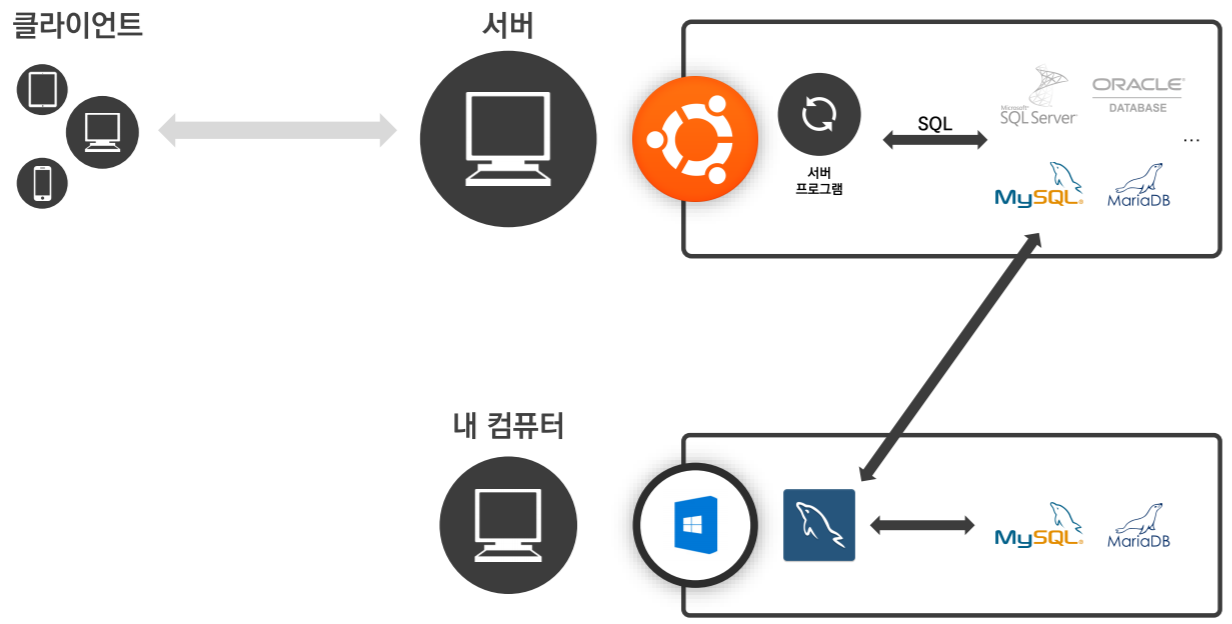 클라이언트
서버
서버
프로그램
SQL
Microsoft
SQL Server
ORACLE
DATABASE
...
MySQL
MariaDB
내 컴퓨터
MySQL
MariaDB